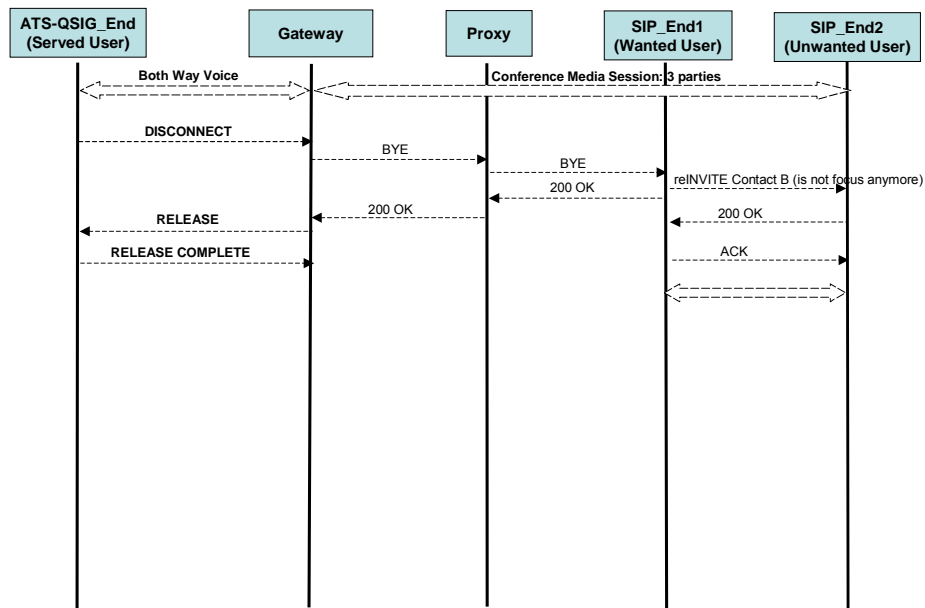 ATS-QSIG_End
(Served User)
Gateway
Proxy
SIP_End1
(Wanted User)
SIP_End2
(Unwanted User)
Both Way Voice
Conference Media Session: 3 parties
DISCONNECT
BYE
BYE
reINVITE Contact B (is not focus anymore)
200 OK
200 OK
200 OK
RELEASE
RELEASE COMPLETE
ACK